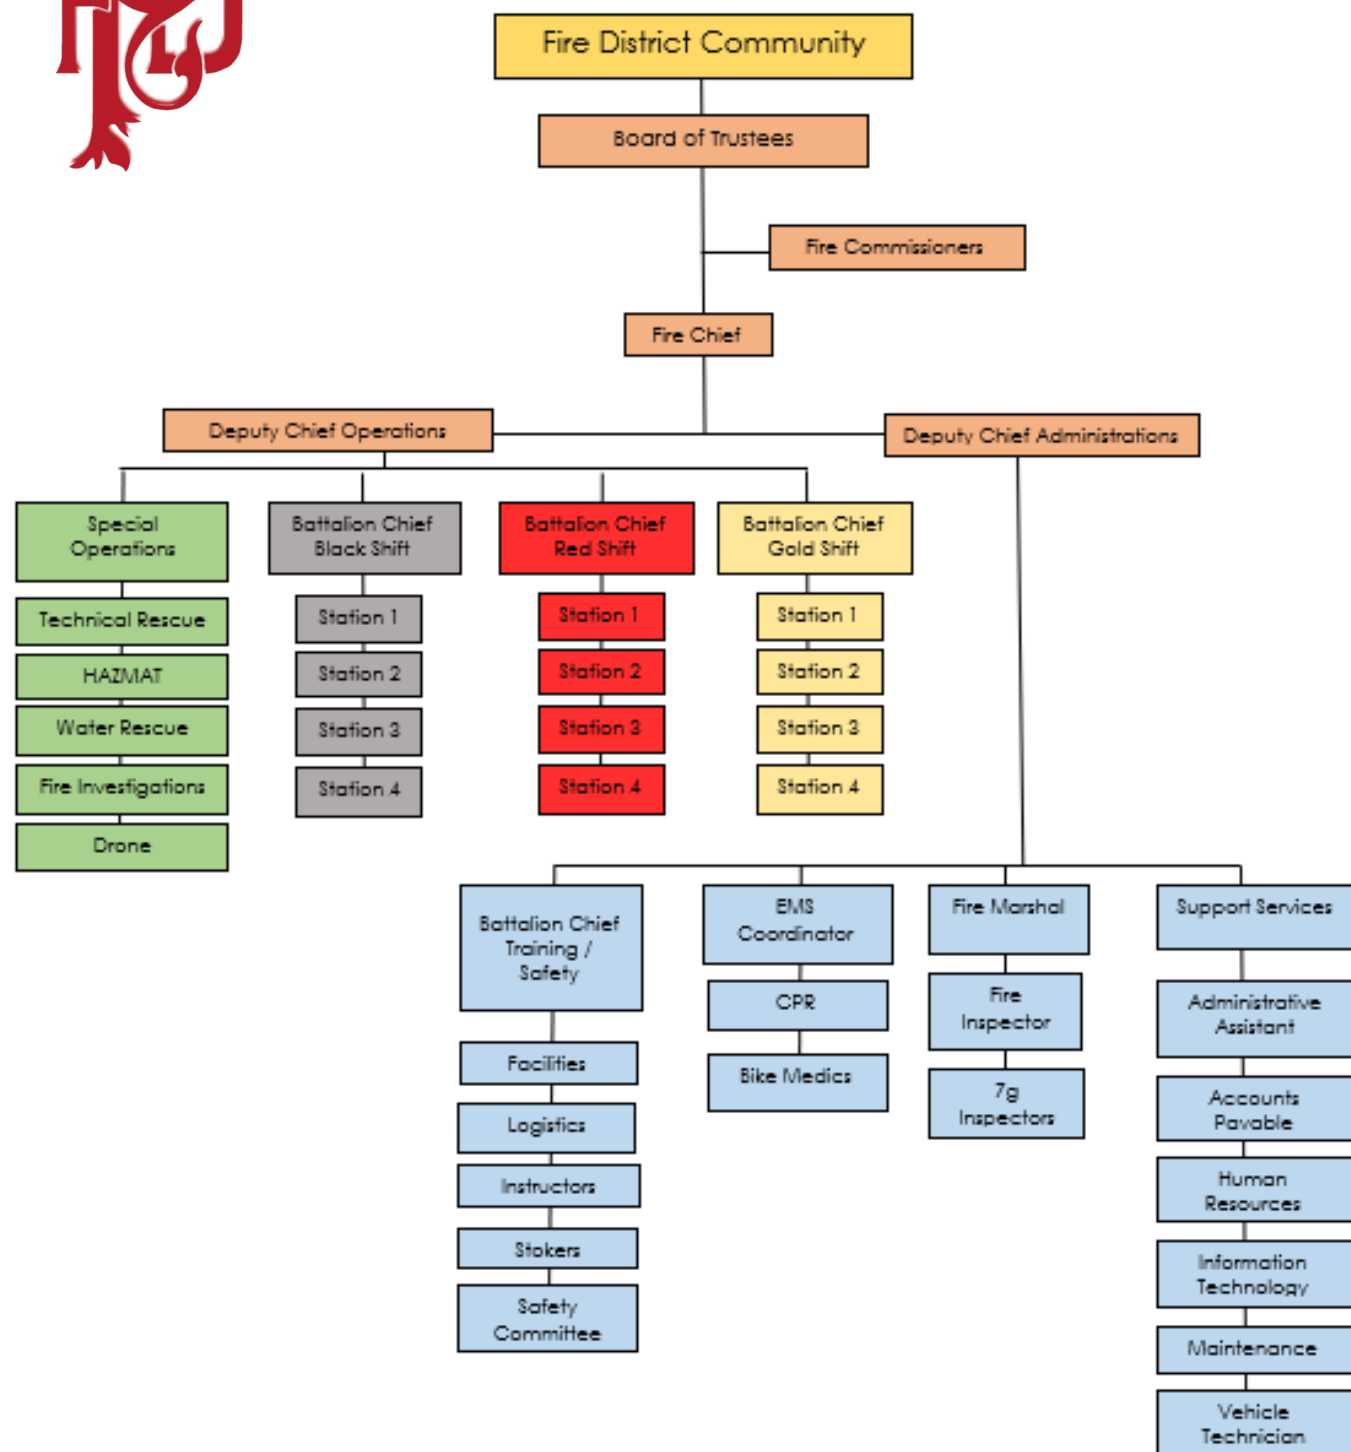 Fire District Community
Board of Trustees
Fire Commissioners
Fire Chief
Deputy Chief Operations
Deputy Chief Administrations
Special
Operations
Technical Rescue
HAZMAT
Water Rescue
Fire Investigations
Drone
Battalion Chief
Black Shift
Station 1
Station 2
Station 3
Station 4
Battalion Chief
Red Shift
Station 1
Station 2
Station 3
Station 4
Battalion Chief
Gold Shift
Station 1
Station 2
Station 3
Station 4
Battalion Chief
Training /
Safety
Facilities
Logistics
Instructors
Stokers
Safety
Committee
EMS
Coordinator
CPR
Bike Medics
Fire Marshal
Fire
Inspector
7g
Inspectors
Support Services
Administrative
Assistant
Accounts
Payable
Human
Resources
Information
Technology
Maintenance
Vehicle
Technician